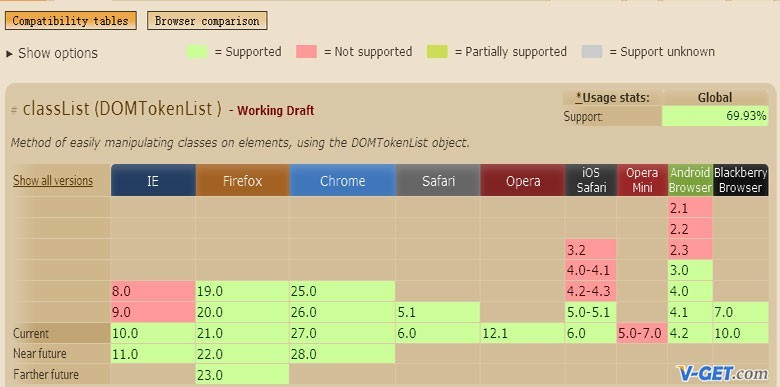 Compatibility tables Browser comparison
▸ Show options = Supported = Not supported = Partially supported = Support unknown
*Usage stats: Global
# classList (DOMTokenList ) - Working Draft
Support: 69.93%
Method of easily manipulating classes on elements, using the DOMTokenList object.
Show all versions IE Firefox Chrome Safari Opera iOS Safari Opera Mini Android Browser Blackberry Browser
2.1
2.2
3.2 2.3
4.0-4.1 3.0
8.0 19.0 25.0 4.2-4.3 4.0
9.0 20.0 26.0 5.1 5.0-5.1 4.1 7.0
Current 10.0 21.0 27.0 6.0 12.1 6.0 5.0-7.0 4.2 10.0
Near future 11.0 22.0 28.0
Farther future 23.0
V-GET.com